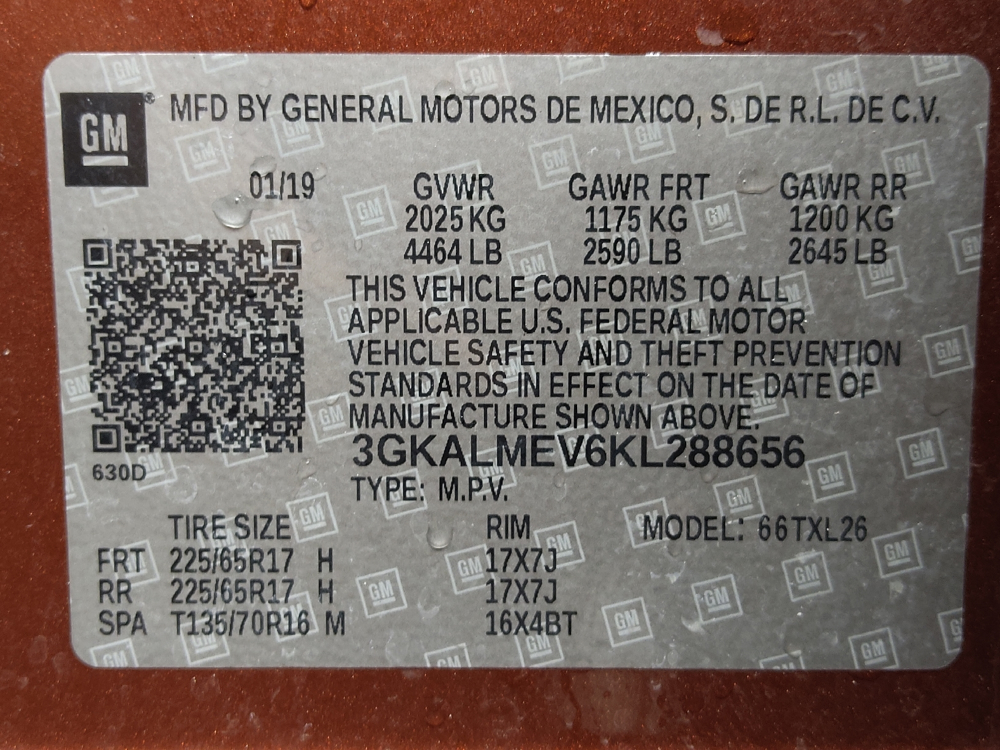 GM ® MFD BY GENERAL MOTORS DE MEXICO, S. DE R.L. DE C.V.
01/19 GVWR GAWR FRT GAWR RR
2025 KG 1175 KG 1200 KG
4464 LB 2590 LB 2645 LB
THIS VEHICLE CONFORMS TO ALL
APPLICABLE U.S. FEDERAL MOTOR
VEHICLE SAFETY AND THEFT PREVENTION
STANDARDS IN EFFECT ON THE DATE OF
MANUFACTURE SHOWN ABOVE.
3GKALMEV6KL288656
630D
TYPE: M.P.V.
TIRE SIZE RIM MODEL: 66TXL26
FRT 225/65R17 H 17X7J
RR 225/65R17 H 17X7J
SPA T135/70R16 M 16X4BT